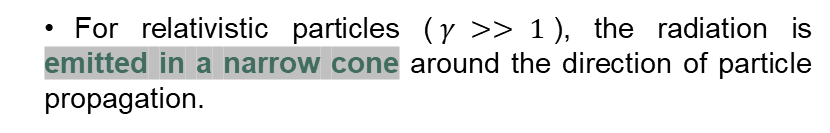 • For relativistic particles (γ >> 1), the radiation is
emitted in a narrow cone around the direction of particle
propagation.